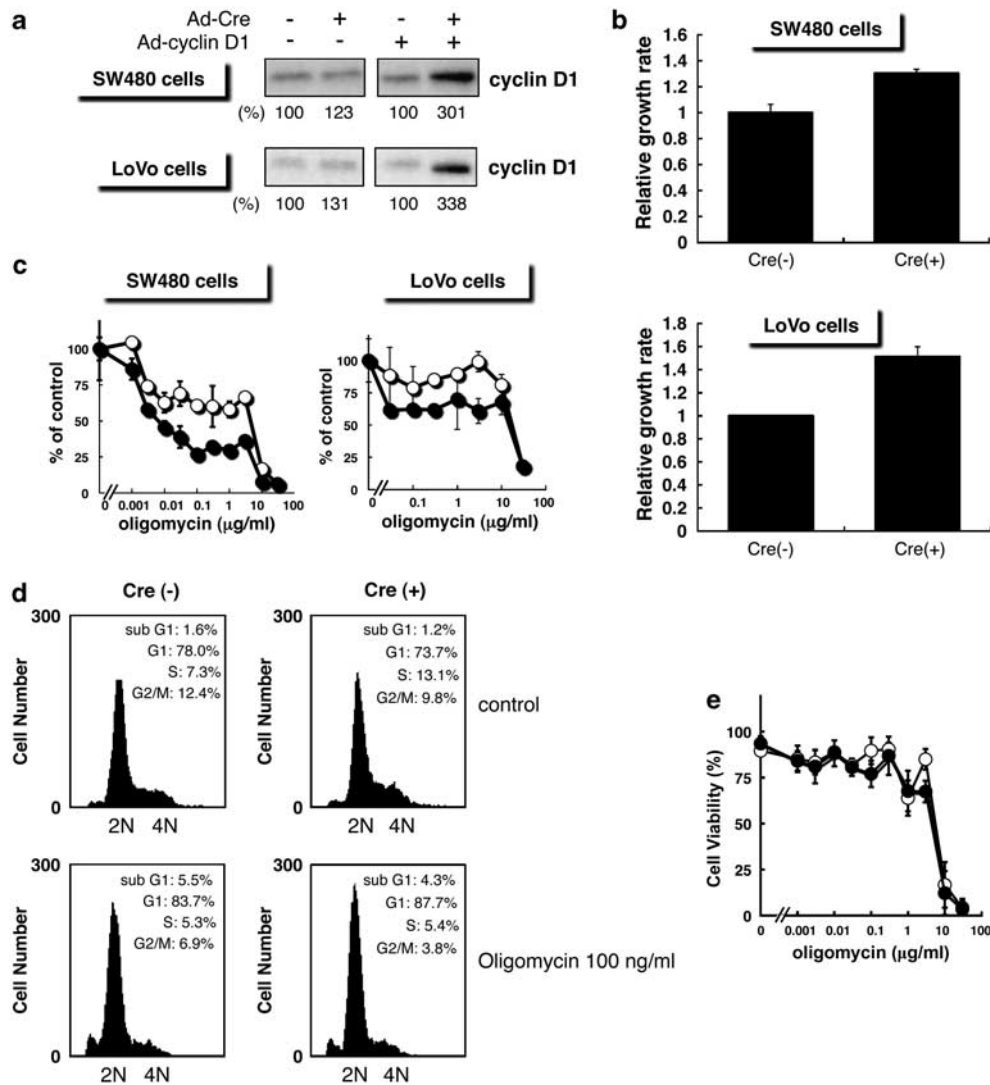 a
Ad-Cre - + - +
Ad-cyclin D1 - - + +
SW480 cells
cyclin D1
(%) 100 123 100 301
LoVo cells
cyclin D1
(%) 100 131 100 338
b
SW480 cells
Relative growth rate
1.6
1.4
1.2
1
0.8
0.6
0.4
0.2
0
Cre(-) Cre(+)
LoVo cells
Relative growth rate
1.8
1.6
1.4
1.2
1
0.8
0.6
0.4
0.2
0
Cre(-) Cre(+)
c
SW480 cells
% of control
100
75
50
25
0
0 0.001 0.01 0.1 1 10 100
oligomycin (μg/ml)
LoVo cells
% of control
100
75
50
25
0
0 0.1 1 10 100
oligomycin (μg/ml)
d
Cre (-)
Cre (+)
300
Cell Number
0
sub G1: 1.6%
G1: 78.0%
S: 7.3%
G2/M: 12.4%
2N 4N
300
Cell Number
0
sub G1: 1.2%
G1: 73.7%
S: 13.1%
G2/M: 9.8%
2N 4N
control
300
Cell Number
0
sub G1: 5.5%
G1: 83.7%
S: 5.3%
G2/M: 6.9%
2N 4N
300
Cell Number
0
sub G1: 4.3%
G1: 87.7%
S: 5.4%
G2/M: 3.8%
2N 4N
Oligomycin 100 ng/ml
e
Cell Viability (%)
100
75
50
25
0
0 0.001 0.01 0.1 1 10 100
oligomycin (μg/ml)